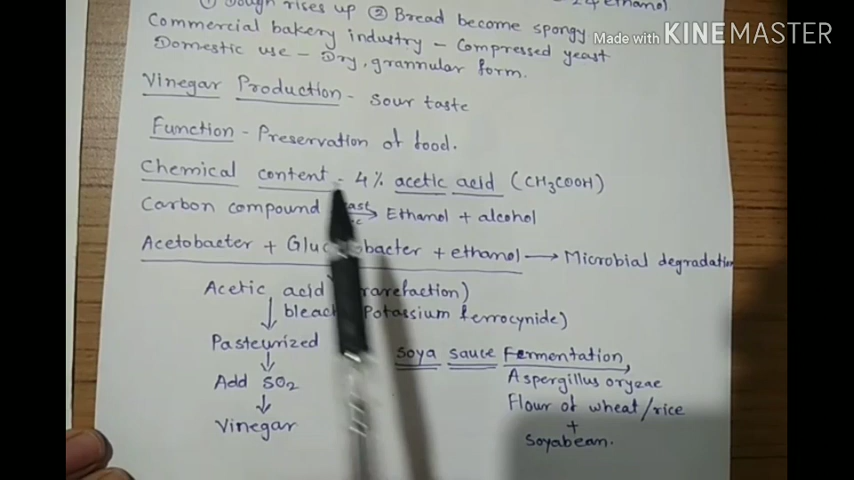 ① Dough rises up ② Bread become spongy
ethanol
Commercial bakery industry - Compressed yeast
Made with KINEMASTER
Domestic use - Dry, grannular form.
Vinegar Production - Sour taste
Function - Preservation of food.
Chemical content - 4% acetic acid (CH3COOH)
Carbon compound → Ethanol + alcohol
Acetobacter + + ethanol → Microbial degradation
Acetic acid (rarefaction)
↓ bleach (Potassium ferrocynide)
Pasteurized
↓
Add SO2
↓
Vinegar
Soya sauce Fermentation,
Aspergillus oryzae
Flour of wheat/rice
+
Soyabean.